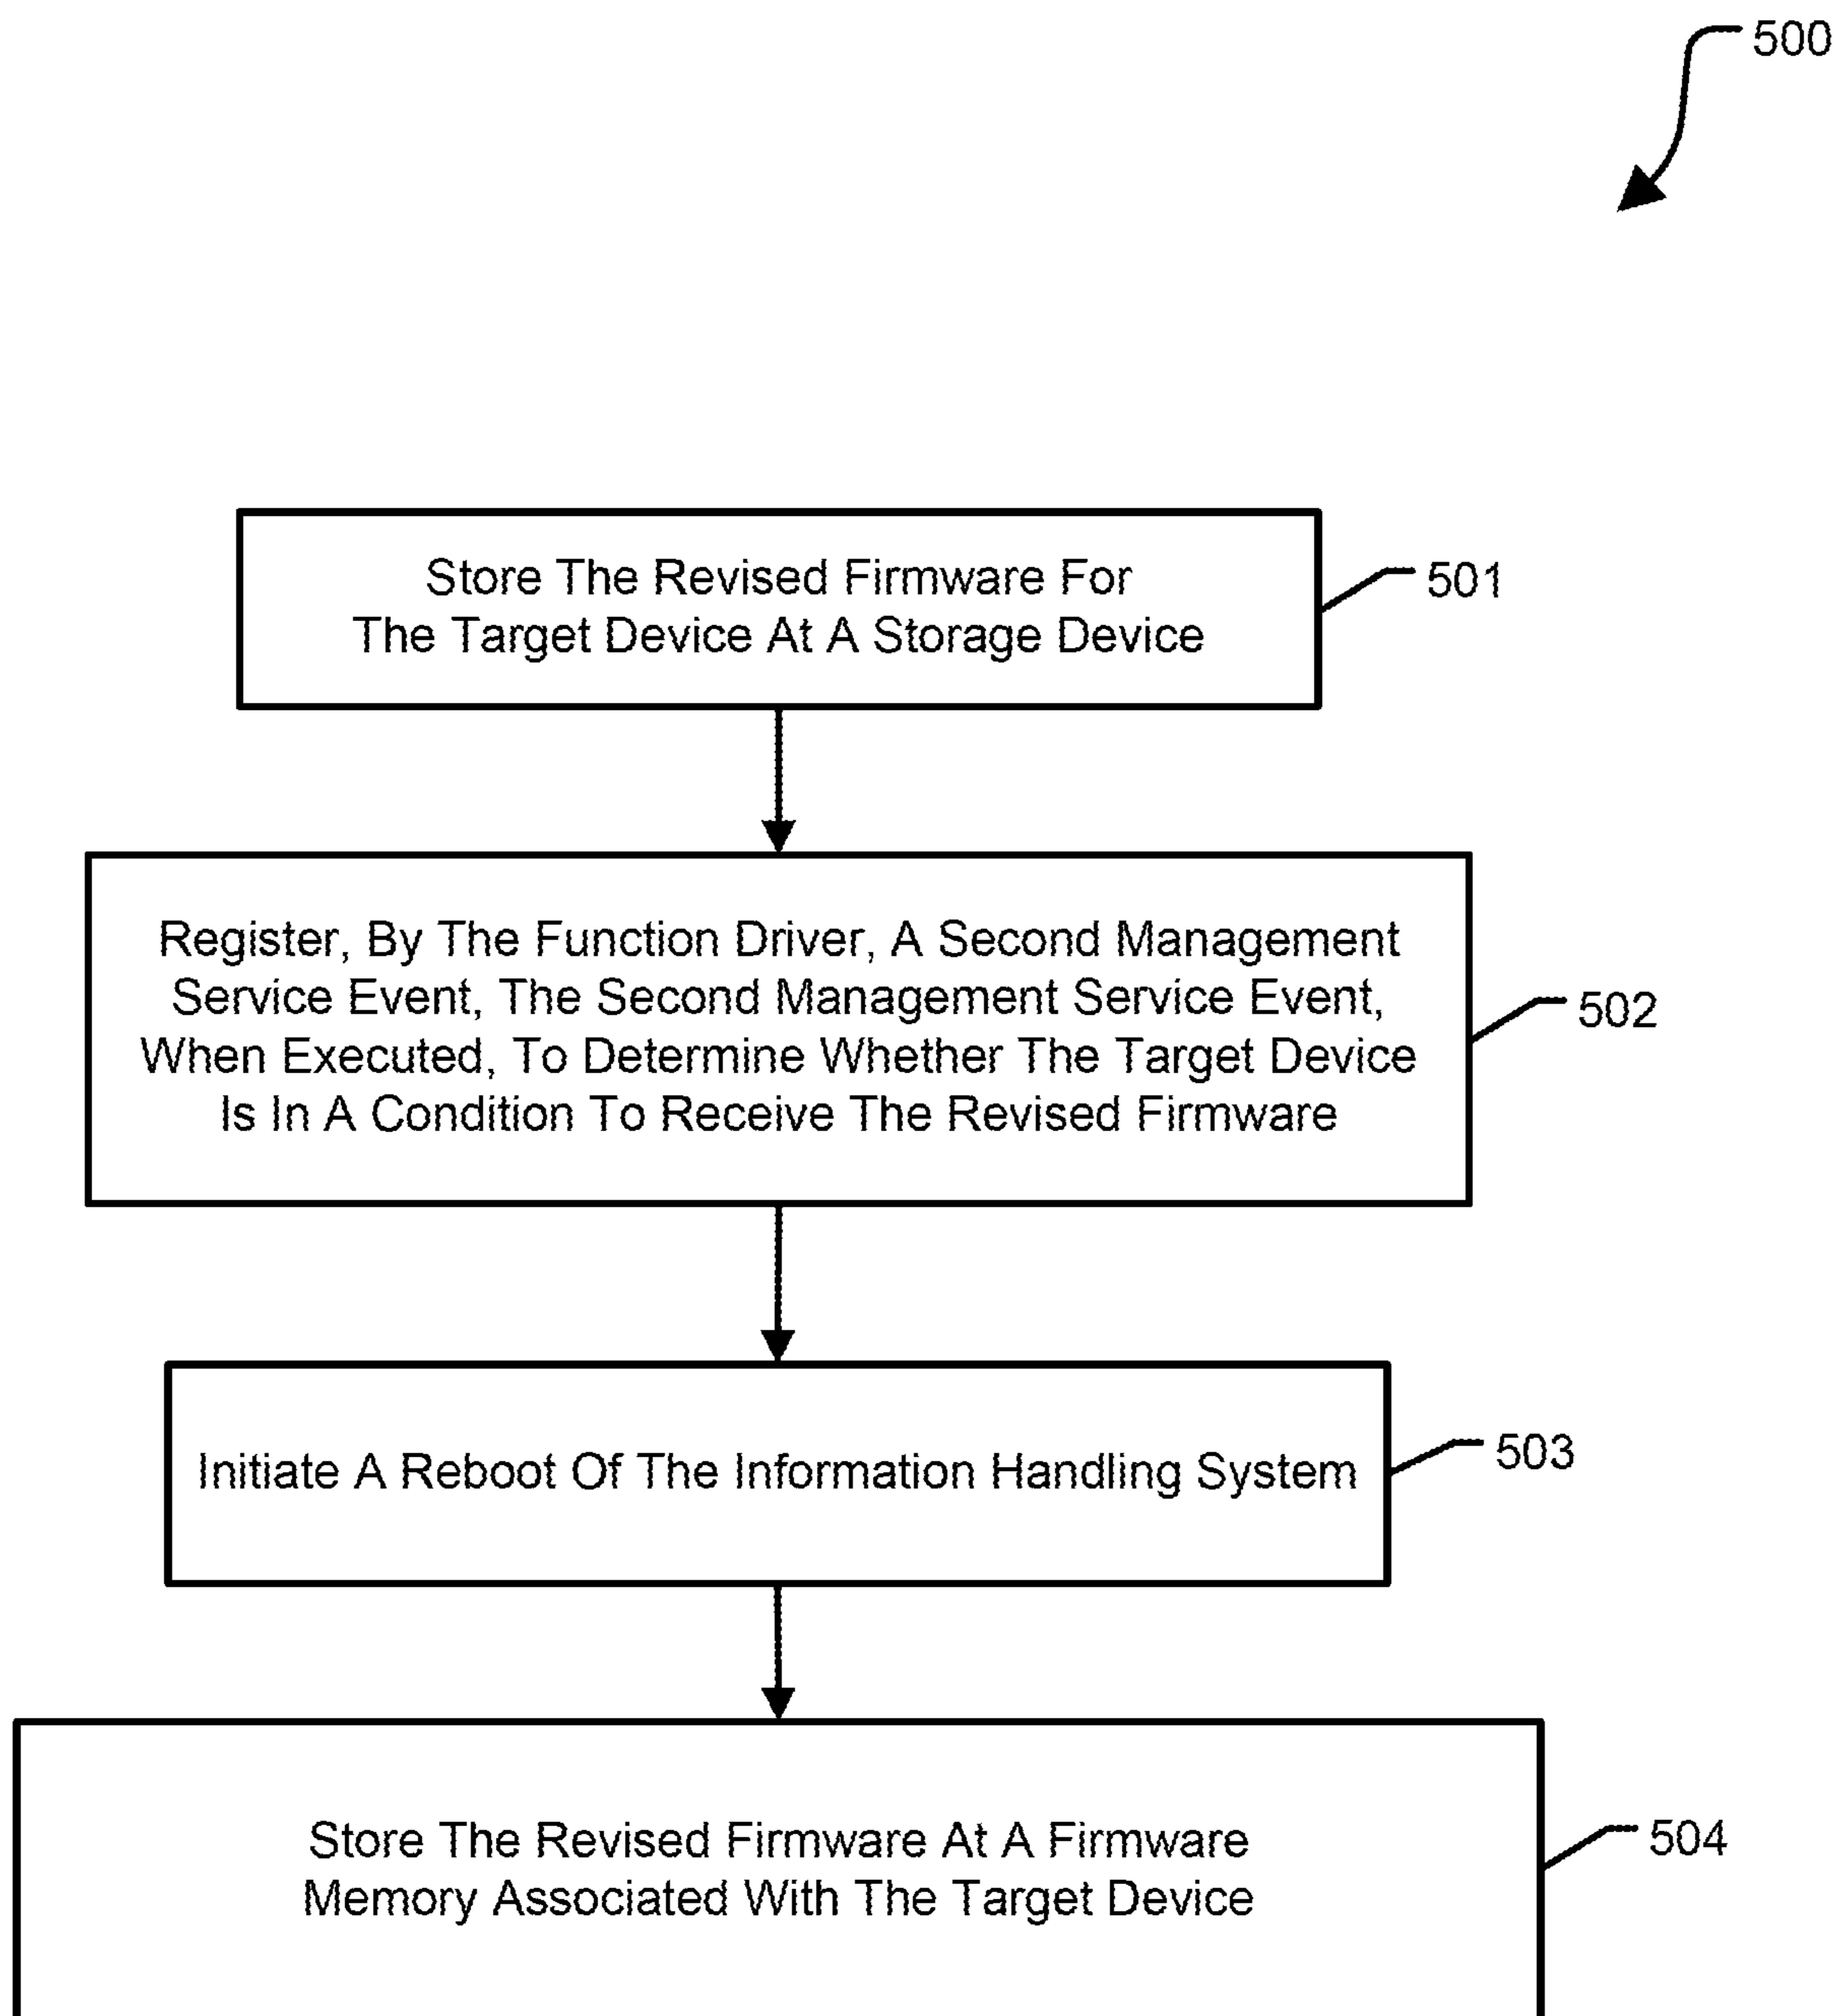 500
Store The Revised Firmware For
The Target Device At A Storage Device
501
Register, By The Function Driver, A Second Management
Service Event, The Second Management Service Event,
When Executed, To Determine Whether The Target Device
Is In A Condition To Receive The Revised Firmware
502
Initiate A Reboot Of The Information Handling System
503
Store The Revised Firmware At A Firmware
Memory Associated With The Target Device
504